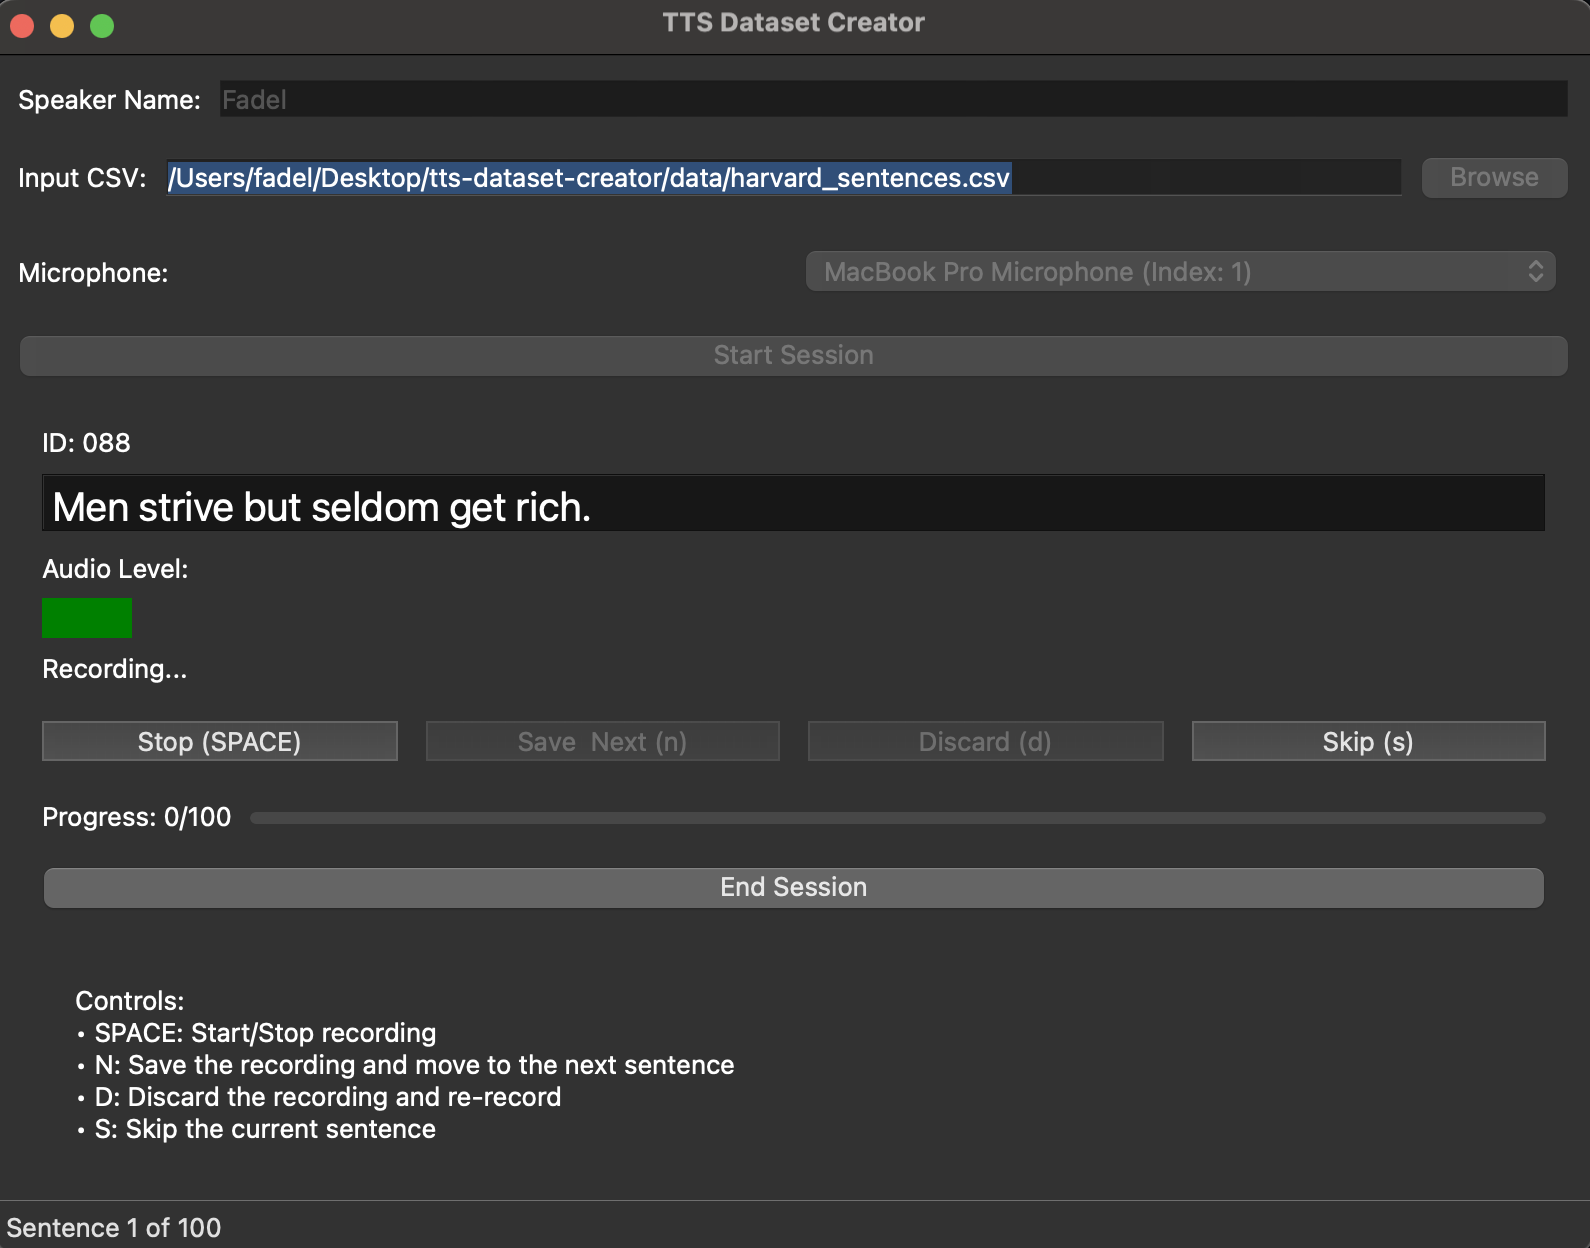 TTS Dataset Creator
Speaker Name: Fadel
Input CSV: /Users/fadel/Desktop/tts-dataset-creator/data/harvard_sentences.csv Browse
Microphone: MacBook Pro Microphone (Index: 1)
Start Session
ID: 088
Men strive but seldom get rich.
Audio Level:
Recording...
Stop (SPACE) Save  Next (n) Discard (d) Skip (s)
Progress: 0/100
End Session
Controls:
• SPACE: Start/Stop recording
• N: Save the recording and move to the next sentence
• D: Discard the recording and re-record
• S: Skip the current sentence
Sentence 1 of 100